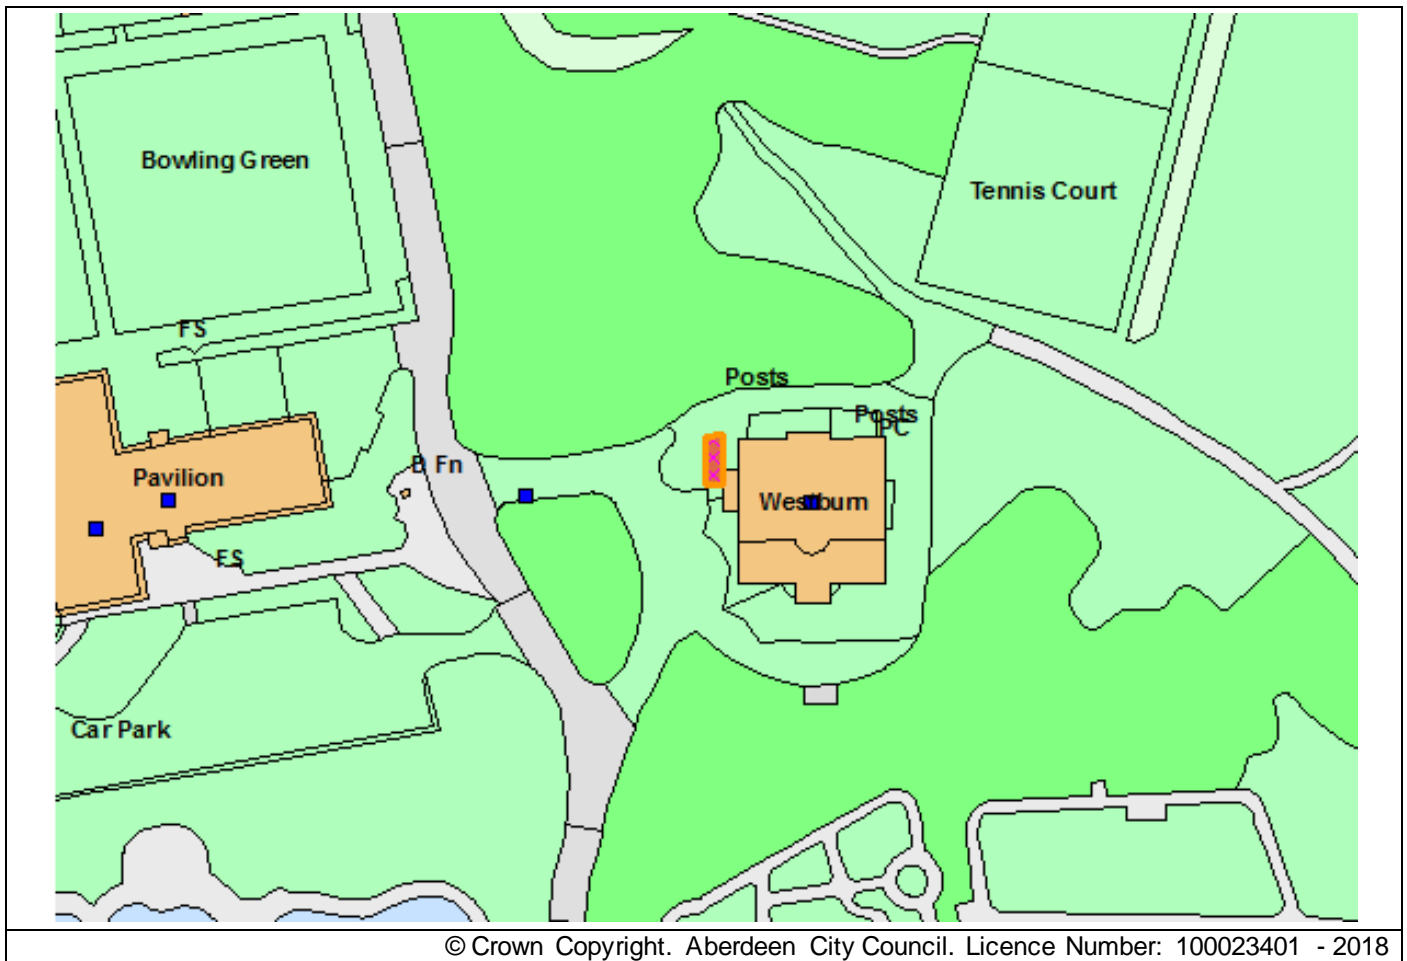 Bowling Green
Tennis Court
FS
Posts
Posts
PC
B Fn
Pavilion
Westburn
FS
Car Park
© Crown Copyright. Aberdeen City Council. Licence Number: 100023401 - 2018